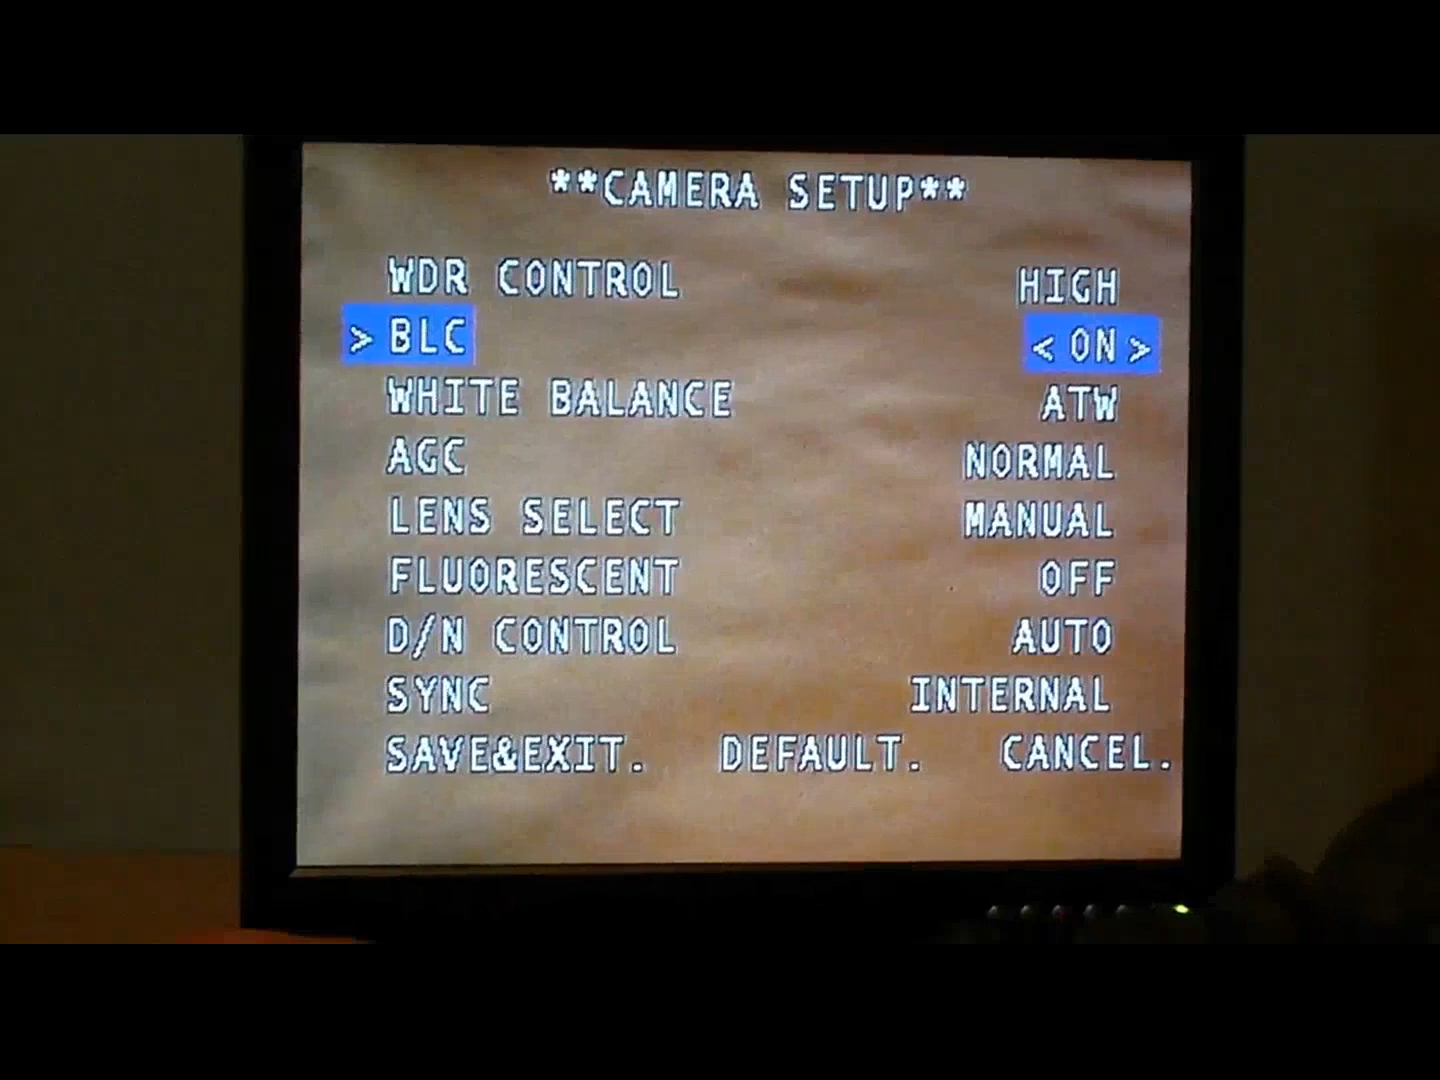 **CAMERA SETUP**
WDR CONTROL HIGH
> BLC < ON >
WHITE BALANCE ATW
AGC NORMAL
LENS SELECT MANUAL
FLUORESCENT OFF
D/N CONTROL AUTO
SYNC INTERNAL
SAVE&EXIT. DEFAULT. CANCEL.